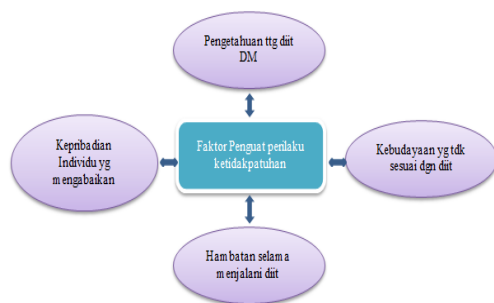 Pengetahuan ttg diit
DM
Kepribadian
Individu yg
mengabaikan
Faktor Penguat perilaku
ketidakpatuhan
Kebudayaan yg tdk
sesuai dgn diit
Hambatan selama
menjalani diit